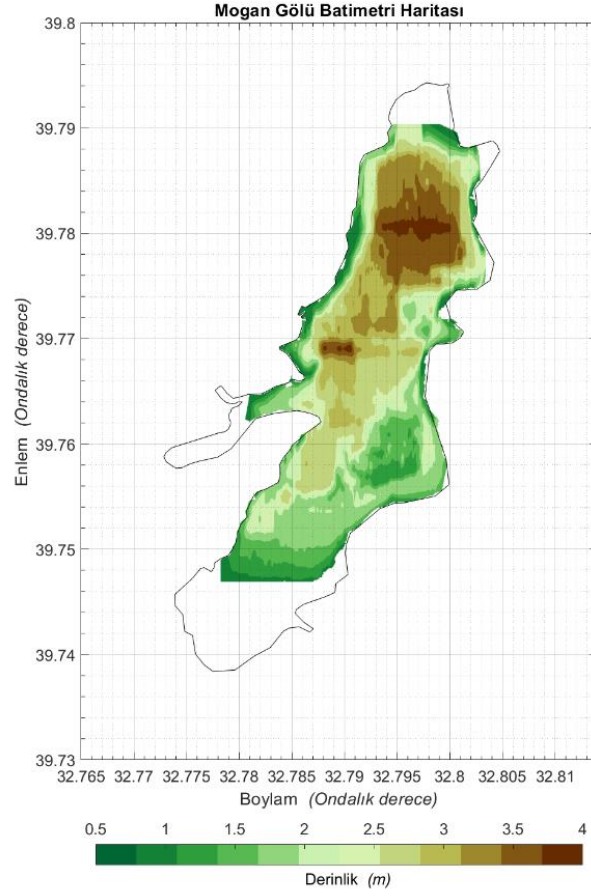 Mogan Gölü Batimetri Haritası
39.8
39.79
39.78
39.77
39.76
39.75
39.74
39.73
Enlem (Ondalık derece)
32.765 32.77 32.775 32.78 32.785 32.79 32.795 32.8 32.805 32.81
Boylam (Ondalık derece)
0.5 1 1.5 2 2.5 3 3.5 4
Derinlik (m)